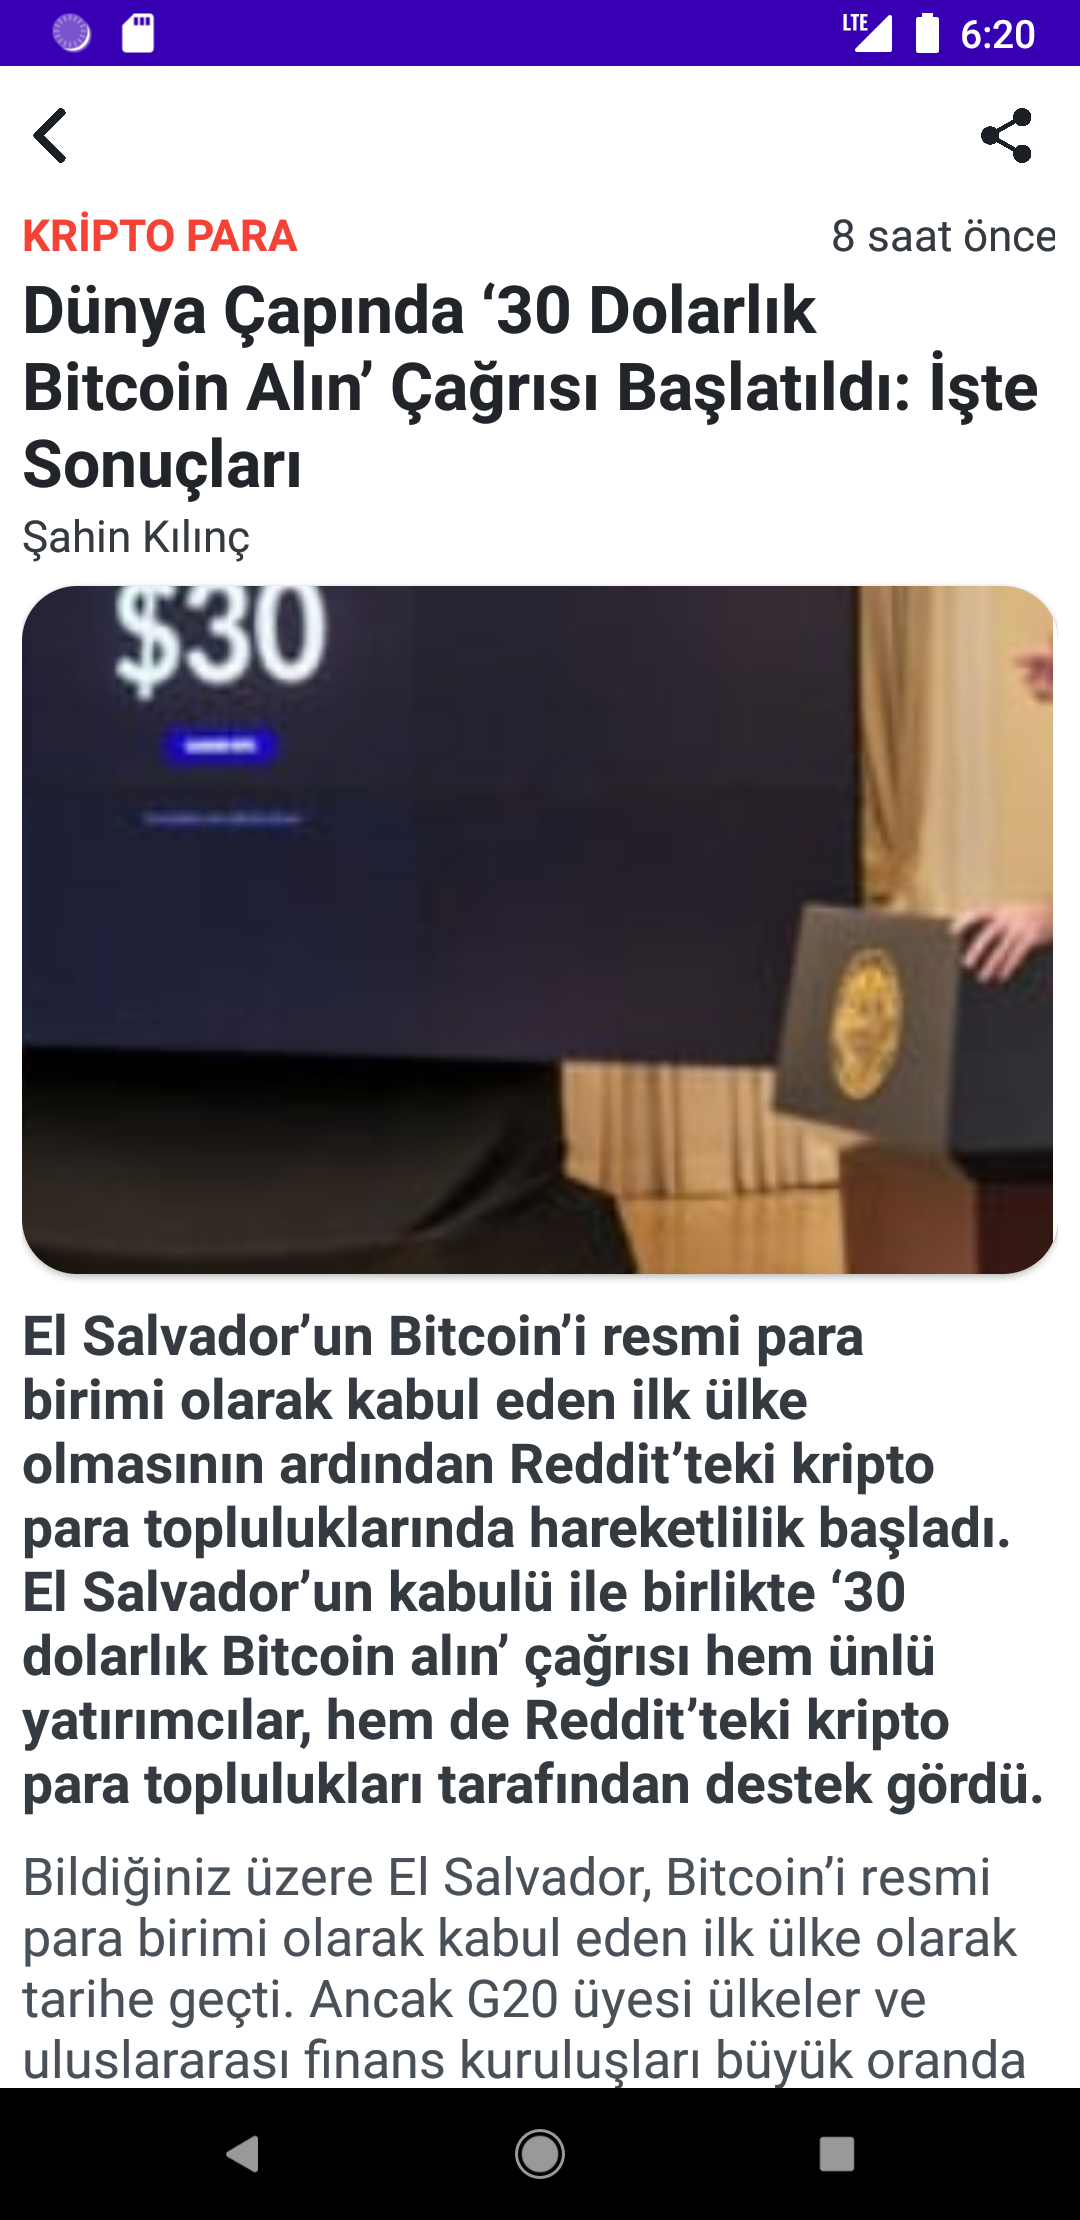 LTE 6:20
KRİPTO PARA 8 saat önce
Dünya Çapında ‘30 Dolarlık
Bitcoin Alın’ Çağrısı Başlatıldı: İşte
Sonuçları
Şahin Kılınç
$30
El Salvador’un Bitcoin’i resmi para
birimi olarak kabul eden ilk ülke
olmasının ardından Reddit’teki kripto
para topluluklarında hareketlilik başladı.
El Salvador’un kabulü ile birlikte ‘30
dolarlık Bitcoin alın’ çağrısı hem ünlü
yatırımcılar, hem de Reddit’teki kripto
para toplulukları tarafından destek gördü.
Bildiğiniz üzere El Salvador, Bitcoin’i resmi
para birimi olarak kabul eden ilk ülke olarak
tarihe geçti. Ancak G20 üyesi ülkeler ve
uluslararası finans kuruluşları büyük oranda